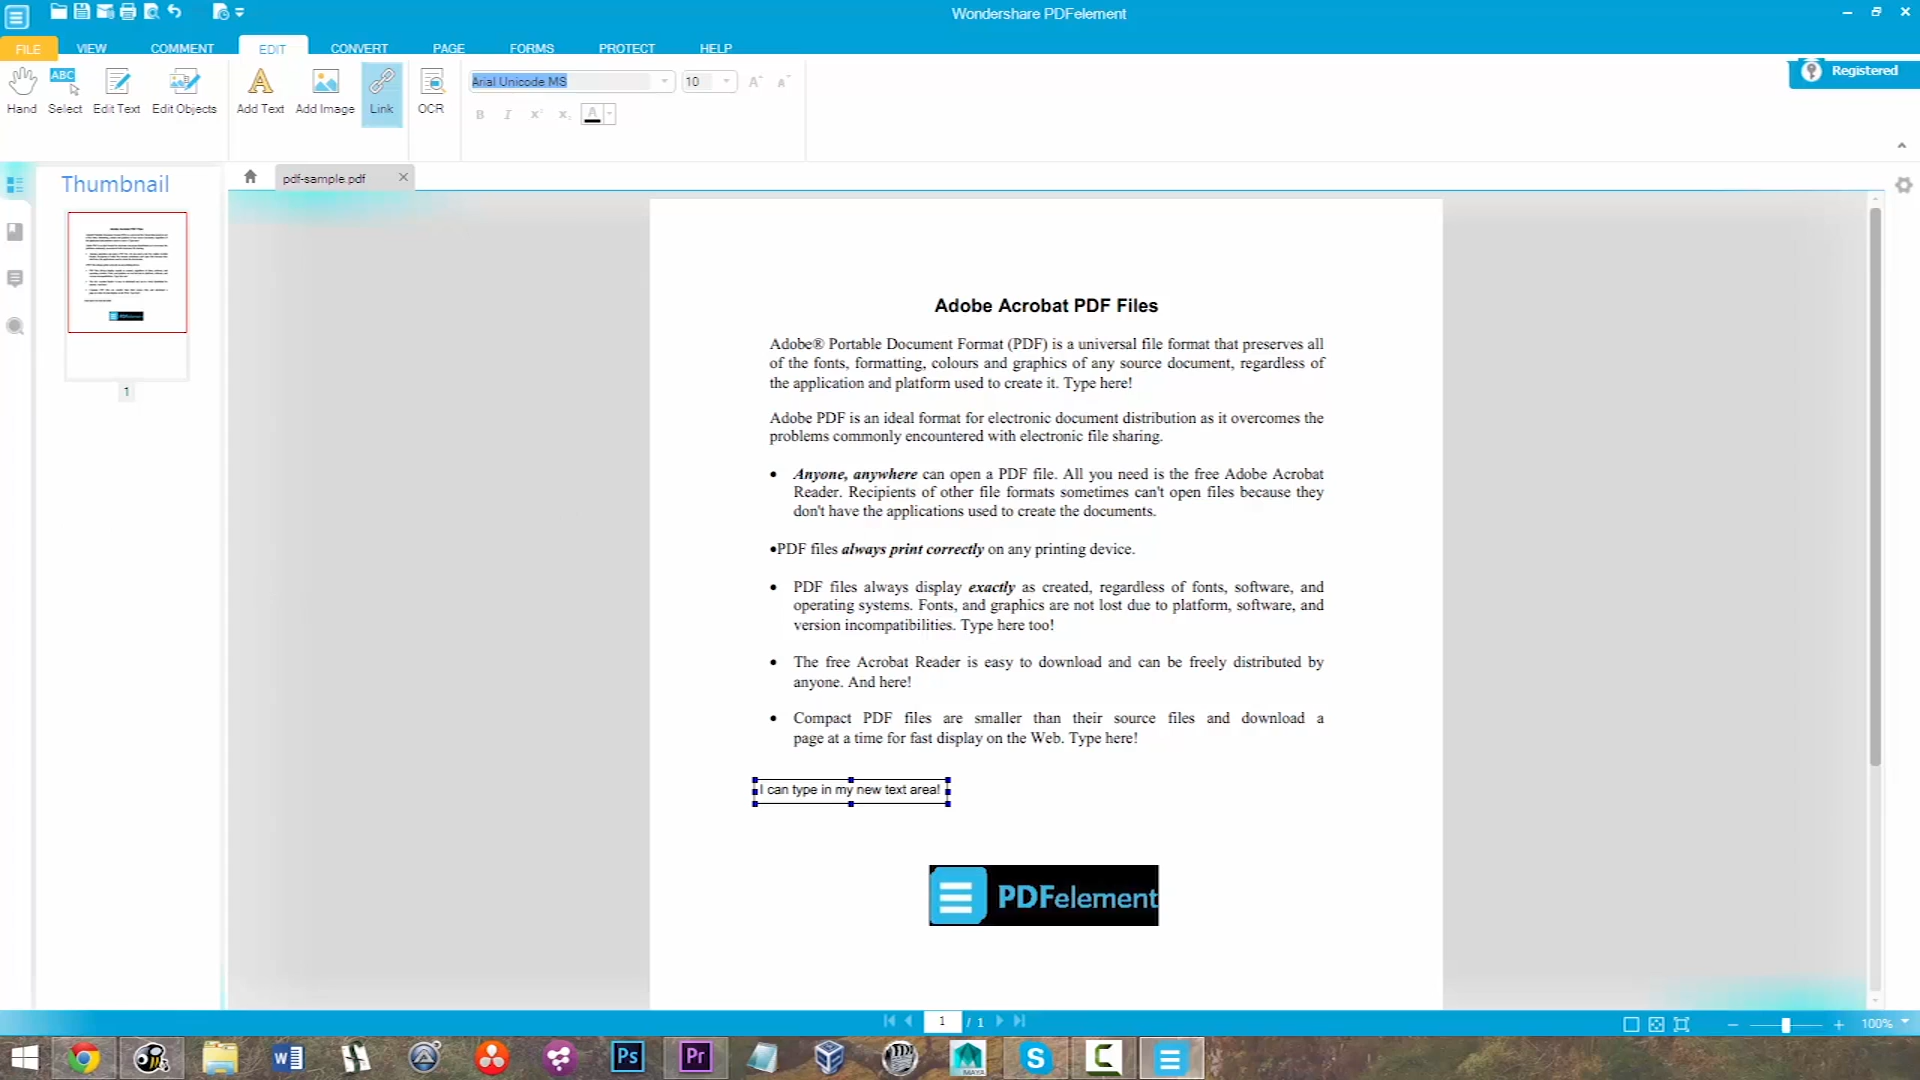 Wondershare PDFelement
FILE VIEW COMMENT EDIT CONVERT PAGE FORMS PROTECT HELP
Registered
ABC
Hand Select Edit Text Edit Objects Add Text Add Image Link OCR
Arial Unicode MS 10
Thumbnail
pdf-sample.pdf
1
Adobe Acrobat PDF Files
Adobe® Portable Document Format (PDF) is a universal file format that preserves all
of the fonts, formatting, colours and graphics of any source document, regardless of
the application and platform used to create it. Type here!
Adobe PDF is an ideal format for electronic document distribution as it overcomes the
problems commonly encountered with electronic file sharing.
• Anyone, anywhere can open a PDF file. All you need is the free Adobe Acrobat
Reader. Recipients of other file formats sometimes can't open files because they
don't have the applications used to create the documents.
•PDF files always print correctly on any printing device.
• PDF files always display exactly as created, regardless of fonts, software, and
operating systems. Fonts, and graphics are not lost due to platform, software, and
version incompatibilities. Type here too!
• The free Acrobat Reader is easy to download and can be freely distributed by
anyone. And here!
• Compact PDF files are smaller than their source files and download a
page at a time for fast display on the Web. Type here!
I can type in my new text area!
PDFelement
1 / 1
100%
Ps Pr MAYA